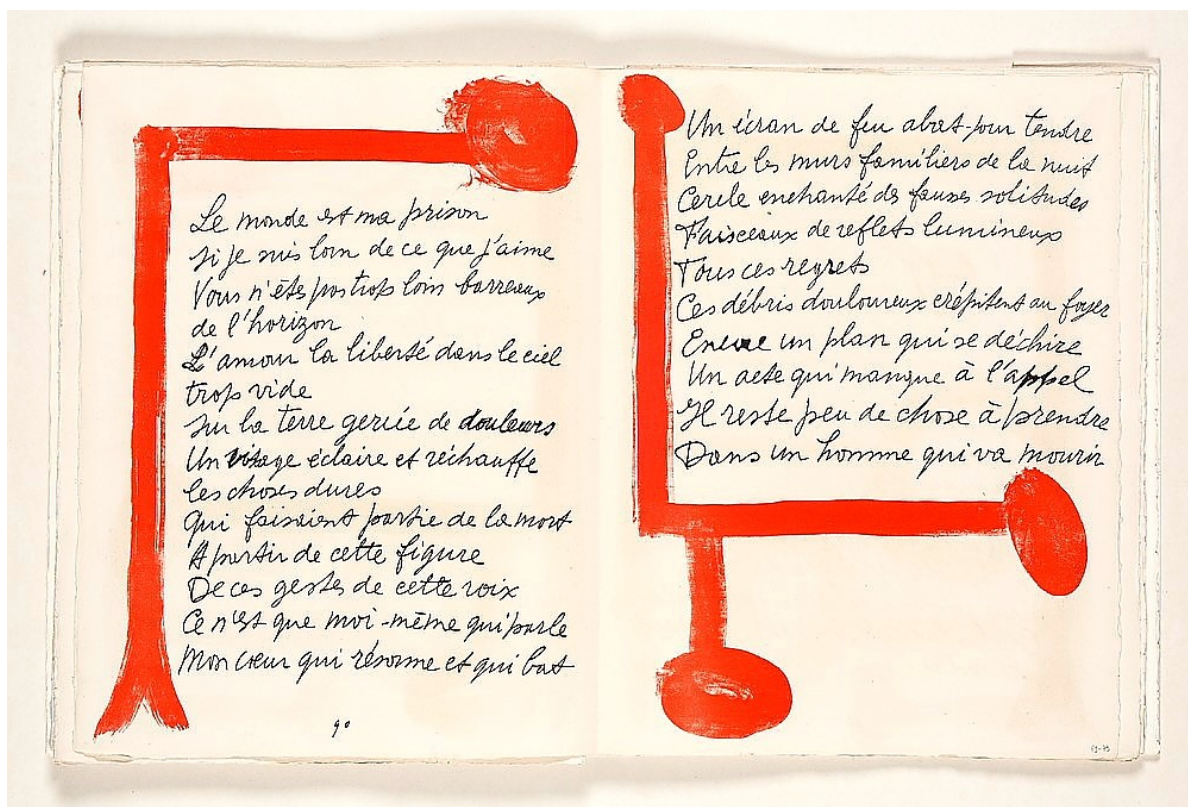 Le monde est ma prison
Si je suis loin de ce que j'aime
Vous n'êtes pas trop loin barreaux
de l'horizon
L'amour la liberté dans le ciel
trop vide
Sur la terre gercée de douleurs
Un visage éclaire et réchauffe
les choses dures
Qui faisaient partie de la mort
A partir de cette figure
De ces gestes de cette voix
Ce n'est que moi-même qui parle
Mon cœur qui résonne et qui bat
90
Un écran de feu abat-jour tendre
Entre les murs familiers de la nuit
Cercle enchanté des fausses solitudes
Faisceaux de reflets lumineux
Tous ces regrets
Ces débris douloureux crépitent au foyer
Encore un plan qui se déchire
Un acte qui manque à l'appel
Il reste peu de chose à prendre
Dans un homme qui va mourir